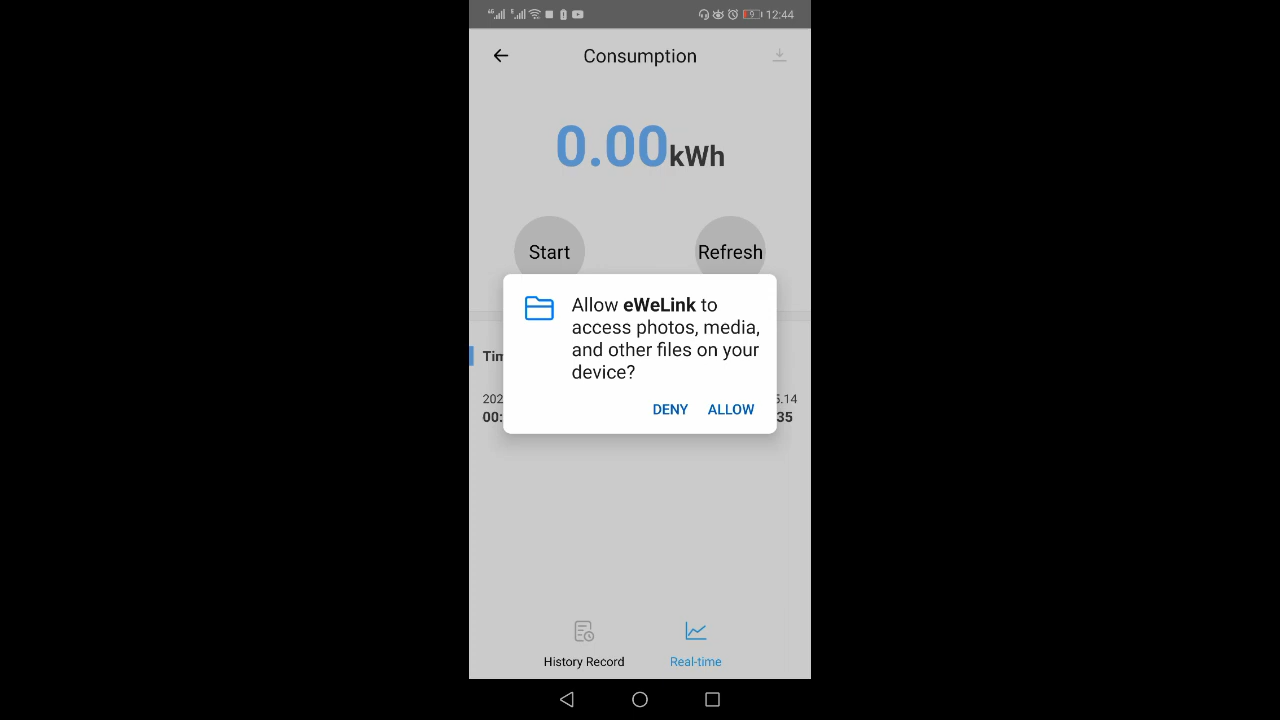 12:44
Consumption
0.00kWh
Start
Refresh
Allow eWeLink to
access photos, media,
and other files on your
device?
DENY
ALLOW
History Record
Real-time